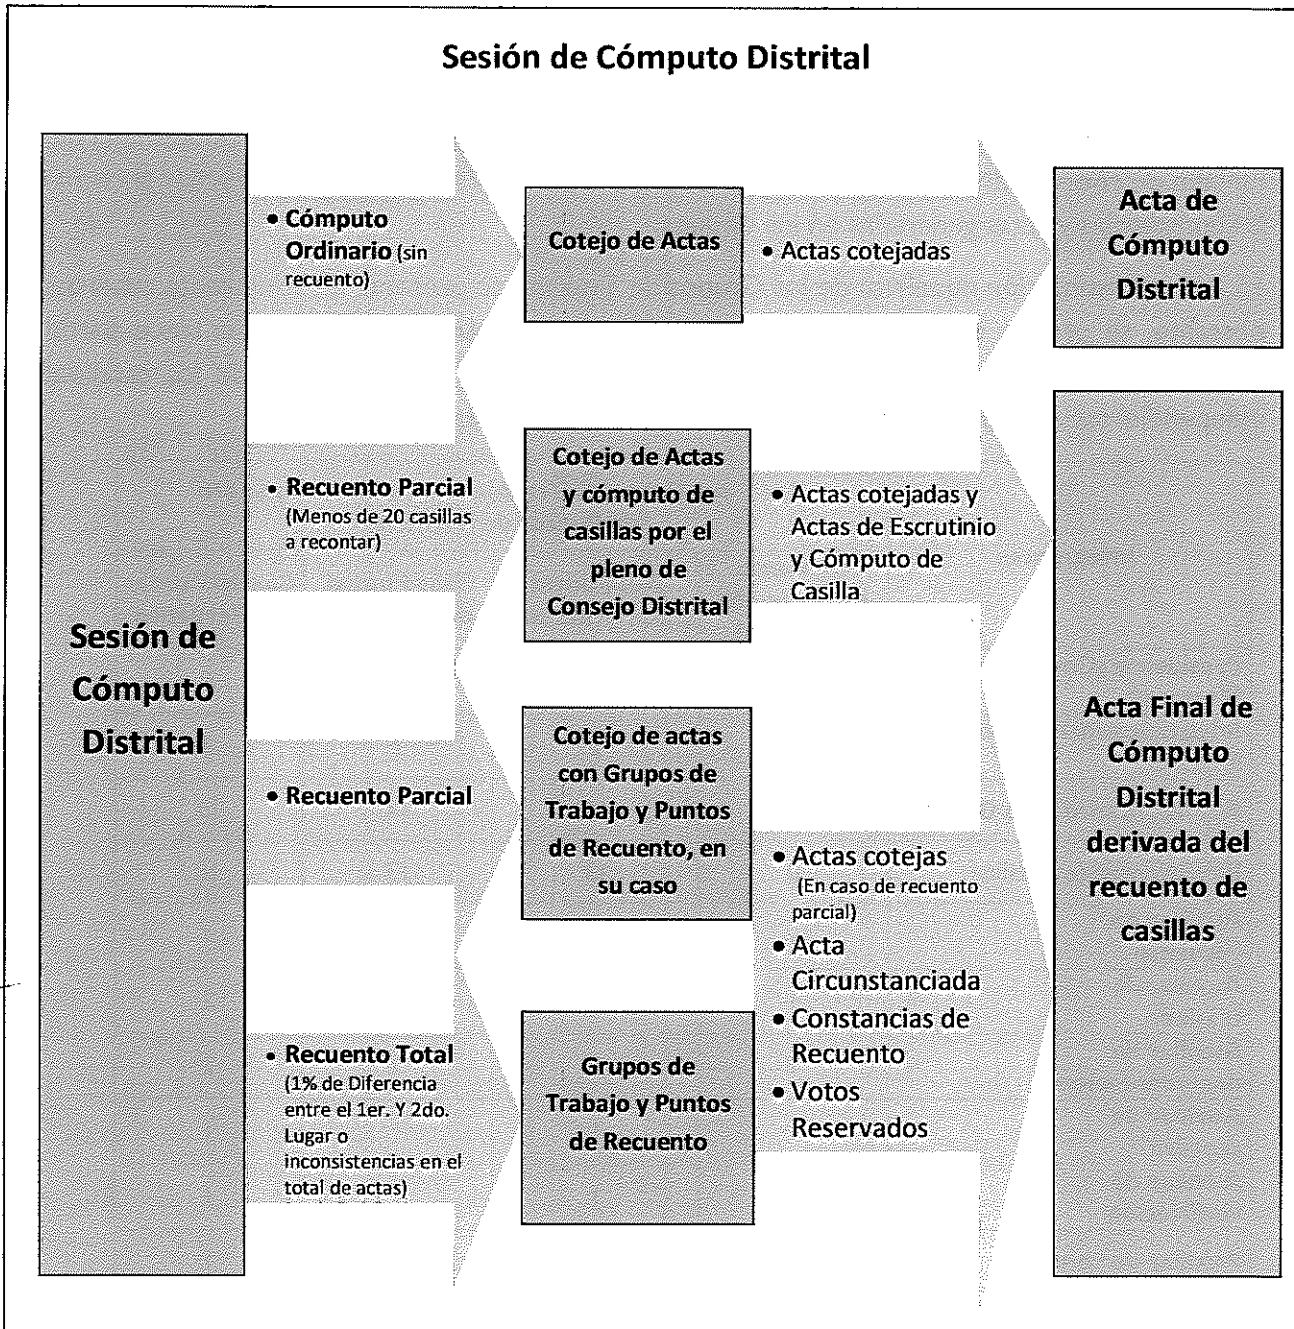 Sesión de Cómputo Distrital
Sesión de
Cómputo
Distrital
• Cómputo
Ordinario (sin
recuento)
Cotejo de Actas
• Actas cotejadas
Acta de
Cómputo
Distrital
• Recuento Parcial
(Menos de 20 casillas
a recontar)
Cotejo de Actas
y cómputo de
casillas por el
pleno de
Consejo Distrital
• Actas cotejadas y
Actas de Escrutinio
y Cómputo de
Casilla
• Recuento Parcial
Cotejo de actas
con Grupos de
Trabajo y Puntos
de Recuento, en
su caso
• Recuento Total
(1% de Diferencia
entre el 1er. Y 2do.
Lugar o
inconsistencias en el
total de actas)
Grupos de
Trabajo y Puntos
de Recuento
• Actas cotejas
(En caso de recuento
parcial)
• Acta
Circunstanciada
• Constancias de
Recuento
• Votos
Reservados
Acta Final de
Cómputo
Distrital
derivada del
recuento de
casillas